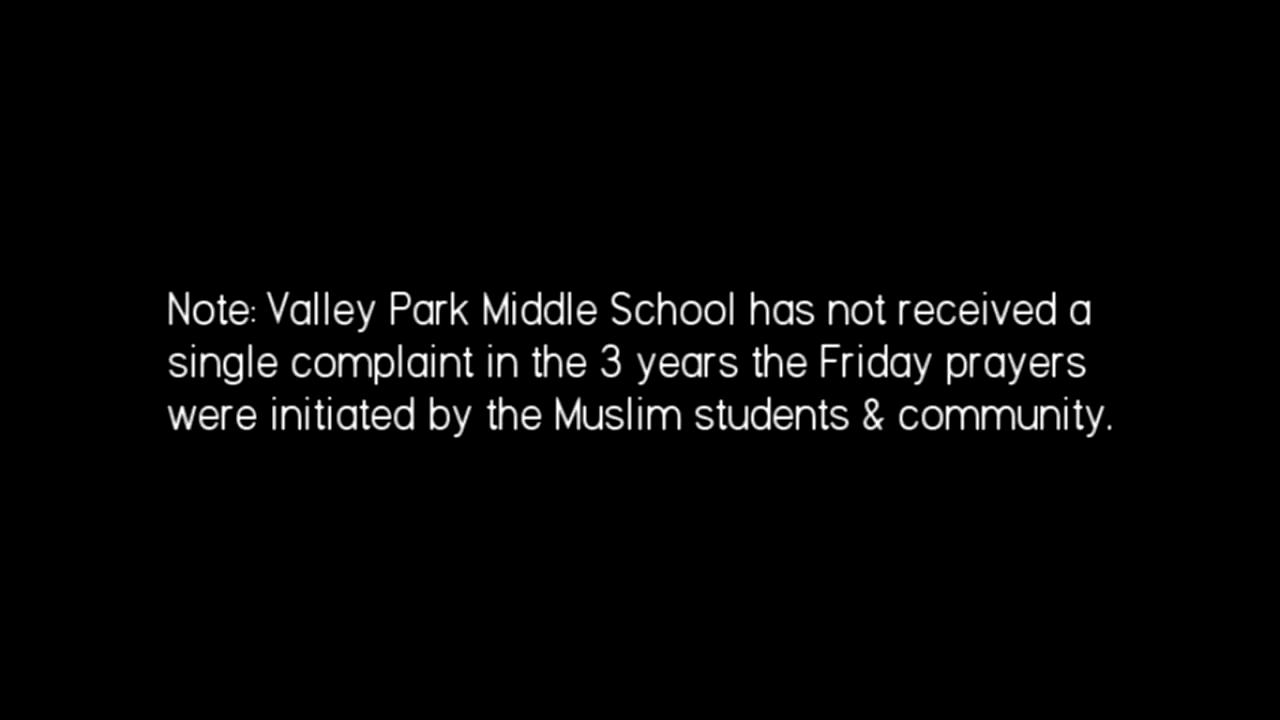 Note: Valley Park Middle School has not received a
single complaint in the 3 years the Friday prayers
were initiated by the Muslim students & community.